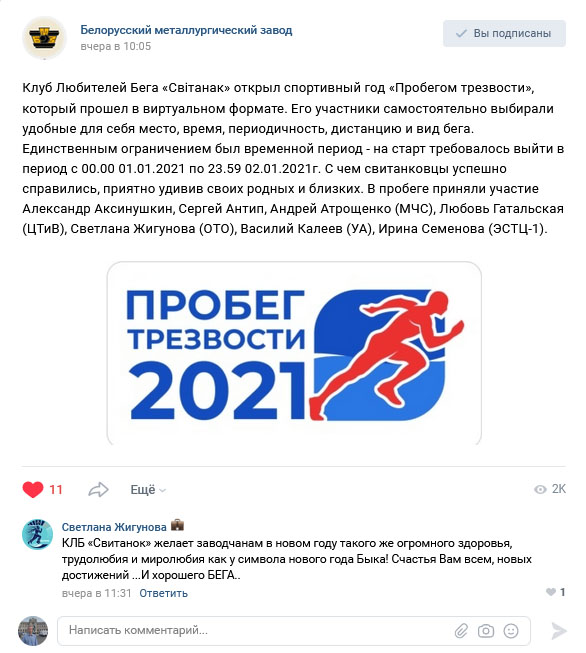 Белорусский металлургический завод
вчера в 10:05
Вы подписаны
Клуб Любителей Бега «Світанак» открыл спортивный год «Пробегом трезвости»,
который прошел в виртуальном формате. Его участники самостоятельно выбирали
удобные для себя место, время, периодичность, дистанцию и вид бега.
Единственным ограничением был временной период - на старт требовалось выйти в
период с 00.00 01.01.2021 по 23.59 02.01.2021г. С чем свитанковцы успешно
справились, приятно удивив своих родных и близких. В пробеге приняли участие
Александр Аксинушкин, Сергей Антип, Андрей Атрощенко (МЧС), Любовь Гатальская
(ЦТиВ), Светлана Жигунова (ОТО), Василий Калеев (УА), Ирина Семенова (ЭСТЦ-1).
ПРОБЕГ
ТРЕЗВОСТИ
2021
11
Ещё
2K
Светлана Жигунова
КЛБ «Свитанок» желает заводчанам в новом году такого же огромного здоровья,
трудолюбия и миролюбия как у символа нового года Быка! Счастья Вам всем, новых
достижений ...И хорошего БЕГА..
вчера в 11:31 Ответить
1
Написать комментарий...